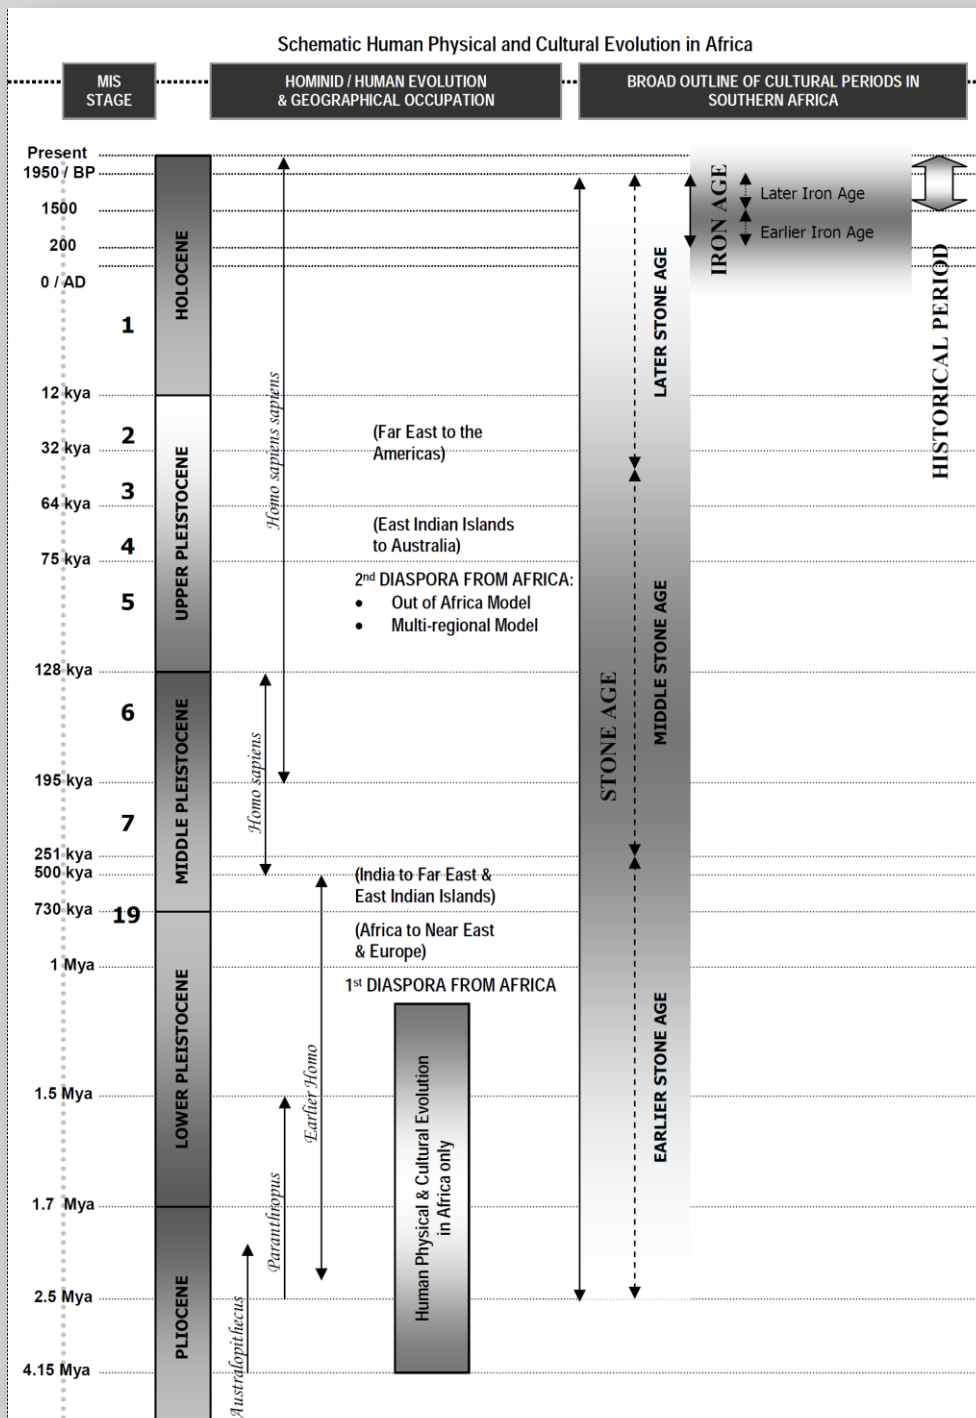 Schematic Human Physical and Cultural Evolution in Africa
MIS
STAGE
HOMINID / HUMAN EVOLUTION
& GEOGRAPHICAL OCCUPATION
BROAD OUTLINE OF CULTURAL PERIODS IN
SOUTHERN AFRICA
Present
1950 / BP
1500
200
0 / AD
12 kya
32 kya
64 kya
75 kya
128 kya
195 kya
251 kya
500 kya
730 kya
1 Mya
1.5 Mya
1.7 Mya
2.5 Mya
4.15 Mya
1
2
3
4
5
6
7
19
HOLOCENE
UPPER PLEISTOCENE
MIDDLE PLEISTOCENE
LOWER PLEISTOCENE
PLIOCENE
Homo sapiens sapiens
Homo sapiens
Earlier Homo
Paranthropus
Australopithecus
(Far East to the
Americas)
(East Indian Islands
to Australia)
2nd DIASPORA FROM AFRICA:
• Out of Africa Model
• Multi-regional Model
(India to Far East &
East Indian Islands)
(Africa to Near East
& Europe)
1st DIASPORA FROM AFRICA
Human Physical & Cultural Evolution
in Africa only
STONE AGE
LATER STONE AGE
MIDDLE STONE AGE
EARLIER STONE AGE
IRON AGE
Later Iron Age
Earlier Iron Age
HISTORICAL PERIOD